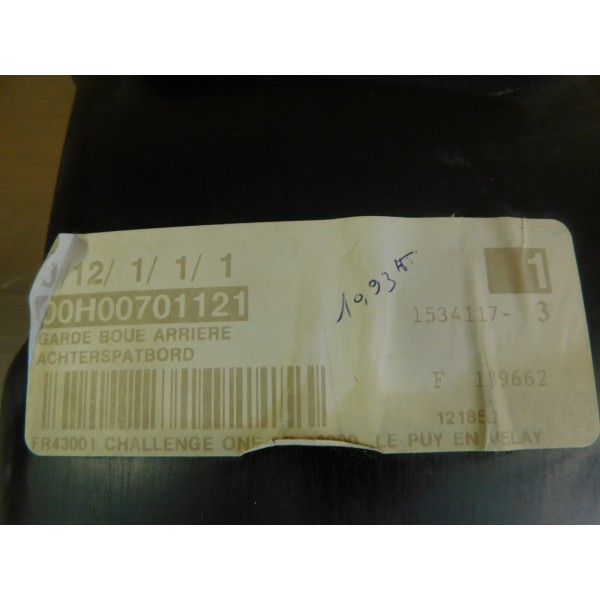 /12/ 1/ 1/ 1
1
00H00701121
10,93
1534117- 3
GARDE BOUE ARRIERE
ACHTERSPATBORD
F 139662
FR43001 CHALLENGE ONE LE PUY EN VELAY